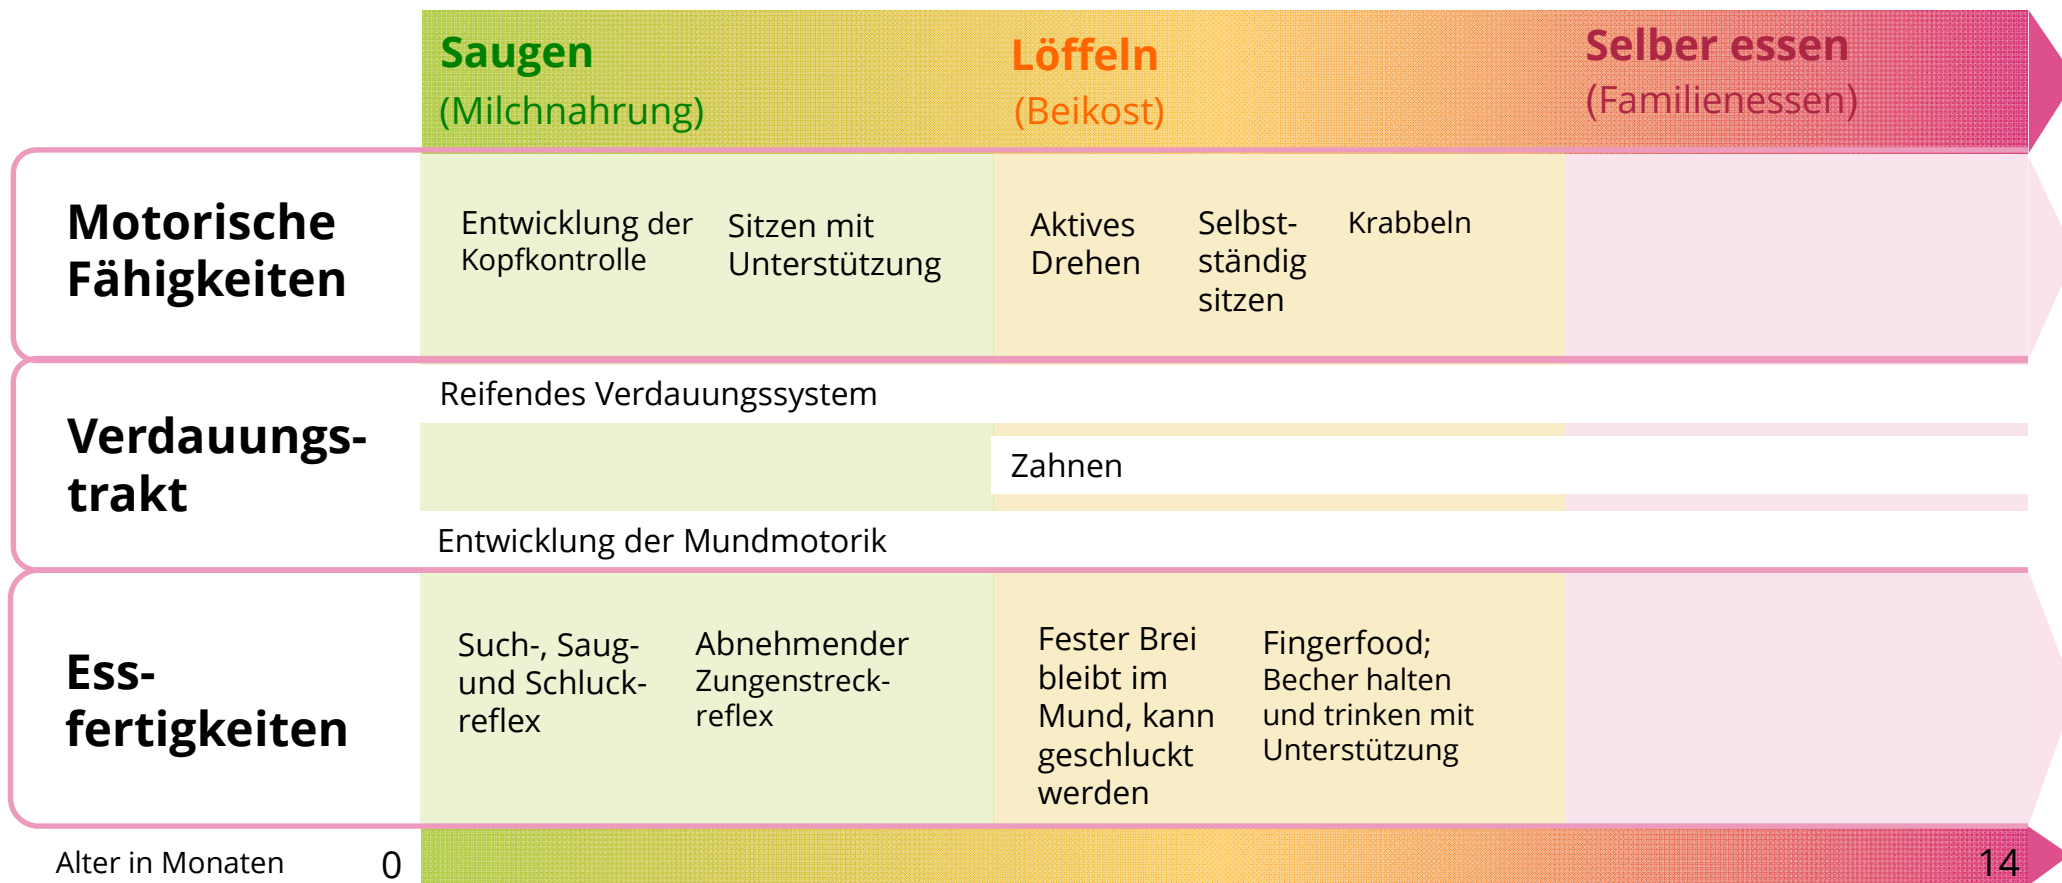 Saugen
(Milchnahrung)
Löffeln
(Beikost)
Selber essen
(Familienessen)
Motorische
Fähigkeiten
Entwicklung der
Kopfkontrolle
Sitzen mit
Unterstützung
Aktives
Drehen
Selbst-
ständig
sitzen
Krabbeln
Verdauungs-
trakt
Reifendes Verdauungssystem
Zahnen
Entwicklung der Mundmotorik
Ess-
fertigkeiten
Such-, Saug-
und Schluck-
reflex
Abnehmender
Zungenstreck-
reflex
Fester Brei
bleibt im
Mund, kann
geschluckt
werden
Fingerfood;
Becher halten
und trinken mit
Unterstützung
Alter in Monaten
0
14